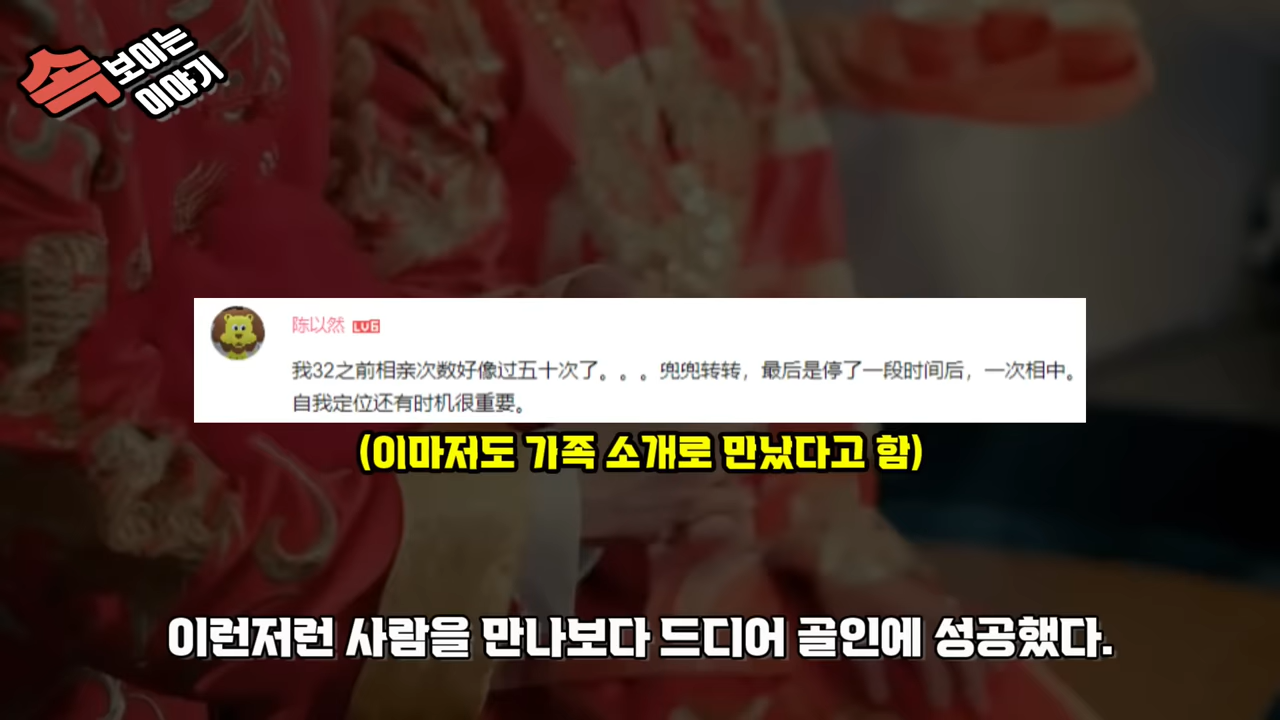 속보이는
이야기
陈以然 LV6
我32之前相亲次数好像过五十次了。。。兜兜转转，最后是停了一段时间后，一次相中。
自我定位还有时机很重要。
(이마저도 가족 소개로 만났다고 함)
이런저런 사람을 만나보다 드디어 골인에 성공했다.